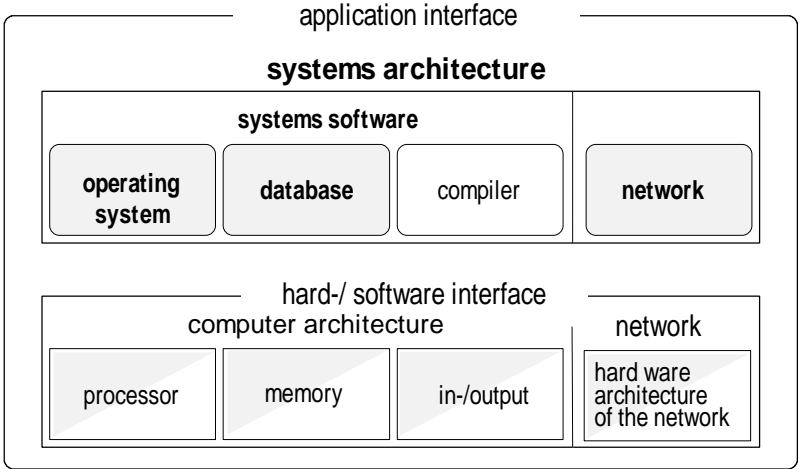 application interface
systems architecture
systems software
operating
system
database
compiler
network
hard-/ software interface
computer architecture
network
processor
memory
in-/output
hard ware
architecture
of the network